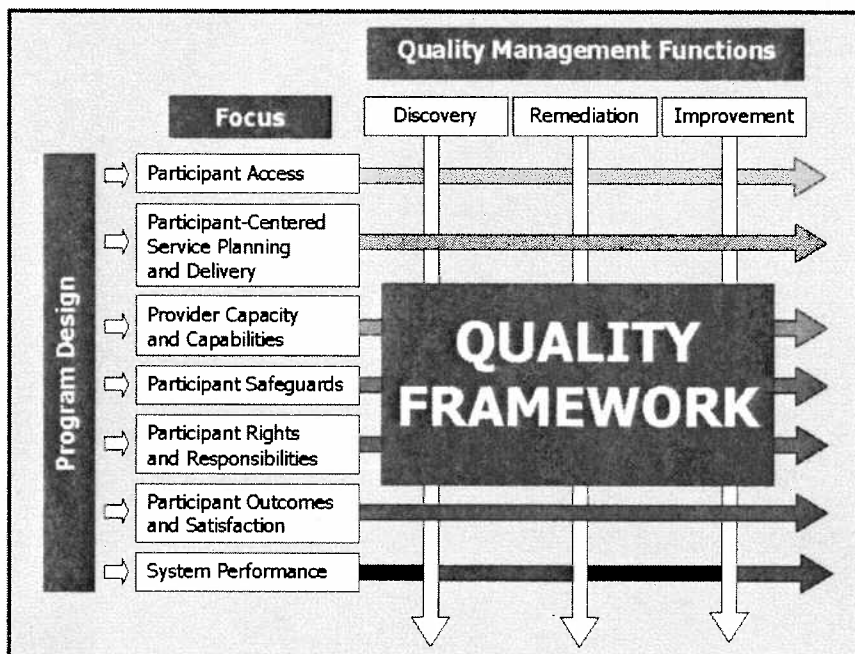 Quality Management Functions
Focus
Discovery
Remediation
Improvement
Program Design
Participant Access
Participant-Centered
Service Planning
and Delivery
Provider Capacity
and Capabilities
Participant Safeguards
Participant Rights
and Responsibilities
Participant Outcomes
and Satisfaction
System Performance
QUALITY
FRAMEWORK